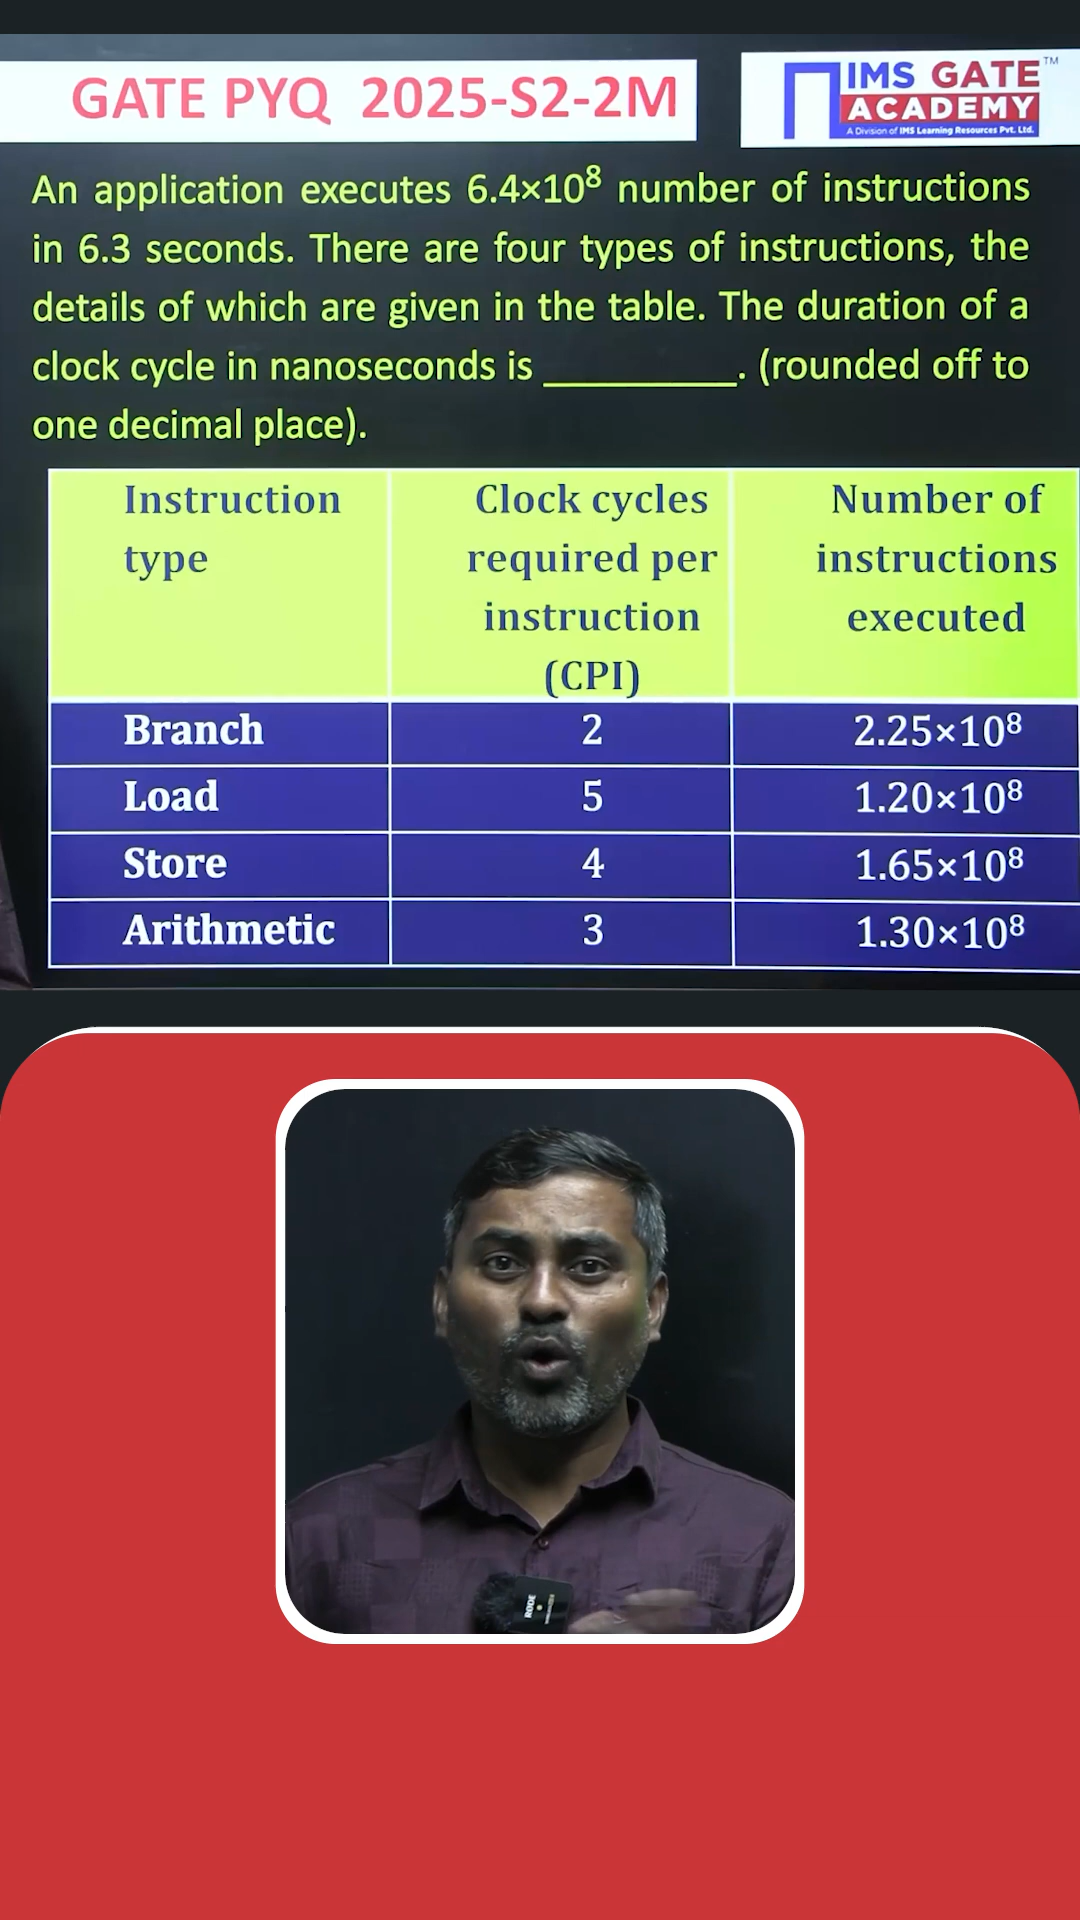 GATE PYQ 2025-S2-2M
IMS GATE
ACADEMY
TM
A Division of IMS Learning Resources Pvt. Ltd.
An application executes 6.4×10⁸ number of instructions
in 6.3 seconds. There are four types of instructions, the
details of which are given in the table. The duration of a
clock cycle in nanoseconds is _________. (rounded off to
one decimal place).
Instruction type | Clock cycles required per instruction (CPI) | Number of instructions executed
Branch 2 2.25×10⁸
Load 5 1.20×10⁸
Store 4 1.65×10⁸
Arithmetic 3 1.30×10⁸
RODE